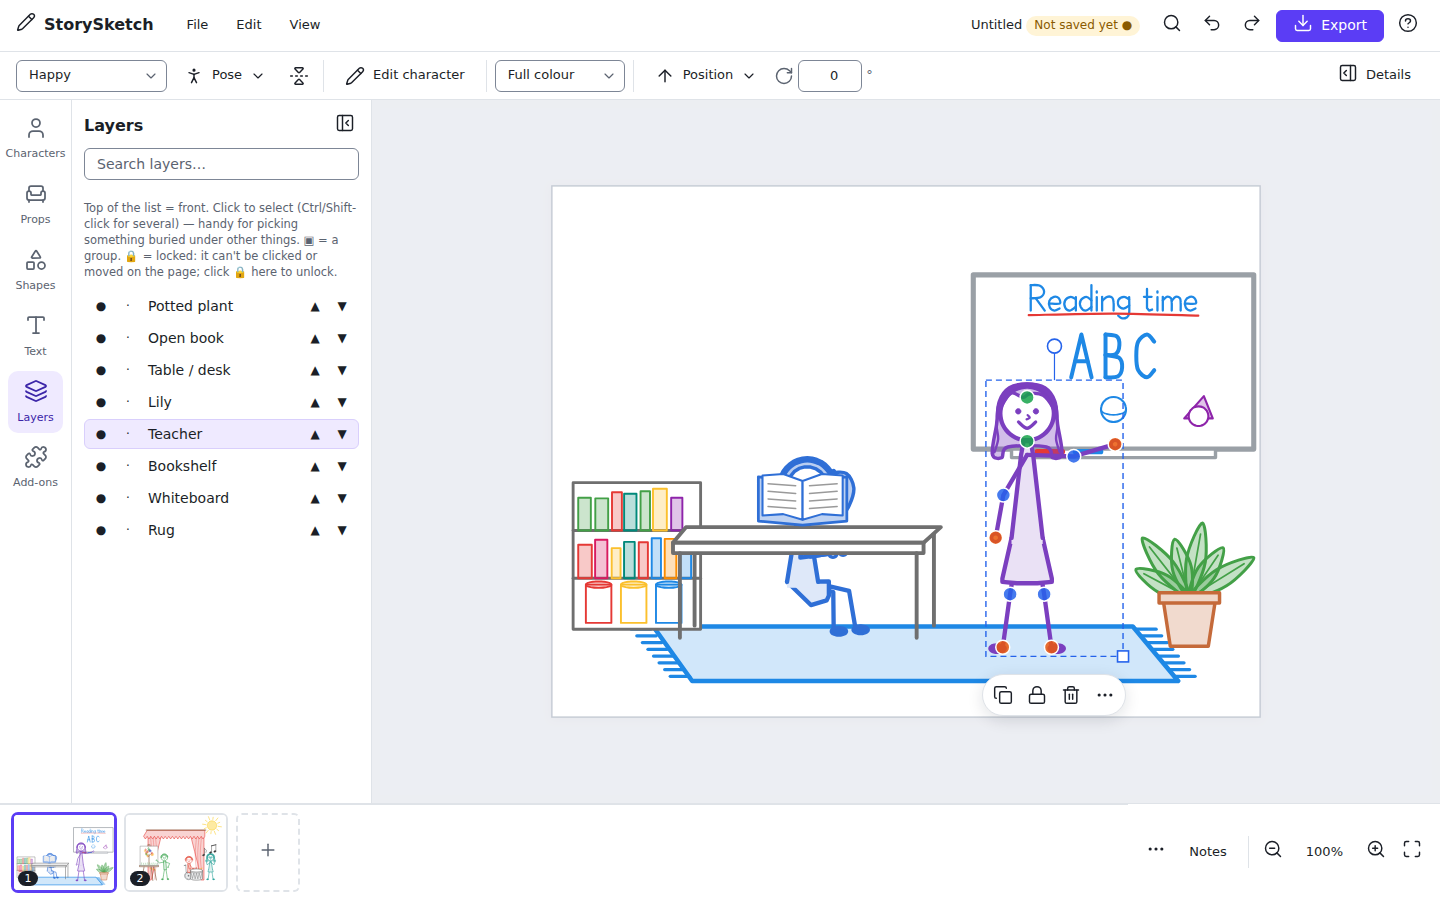 StorySketch File Edit View Untitled Not saved yet ● Export
Happy Pose Edit character Full colour Position 0 ° Details
Characters
Props
Shapes
Text
Layers
Add-ons
Layers
Search layers…
Top of the list = front. Click to select (Ctrl/Shift-
click for several) — handy for picking
something buried under other things. ▣ = a
group. 🔒 = locked: it can't be clicked or
moved on the page; click 🔒 here to unlock.
● · Potted plant ▲ ▼
● · Open book ▲ ▼
● · Table / desk ▲ ▼
● · Lily ▲ ▼
● · Teacher ▲ ▼
● · Bookshelf ▲ ▼
● · Whiteboard ▲ ▼
● · Rug ▲ ▼
Reading time
ABC
Reading time
ABC
1
2
Notes 100%